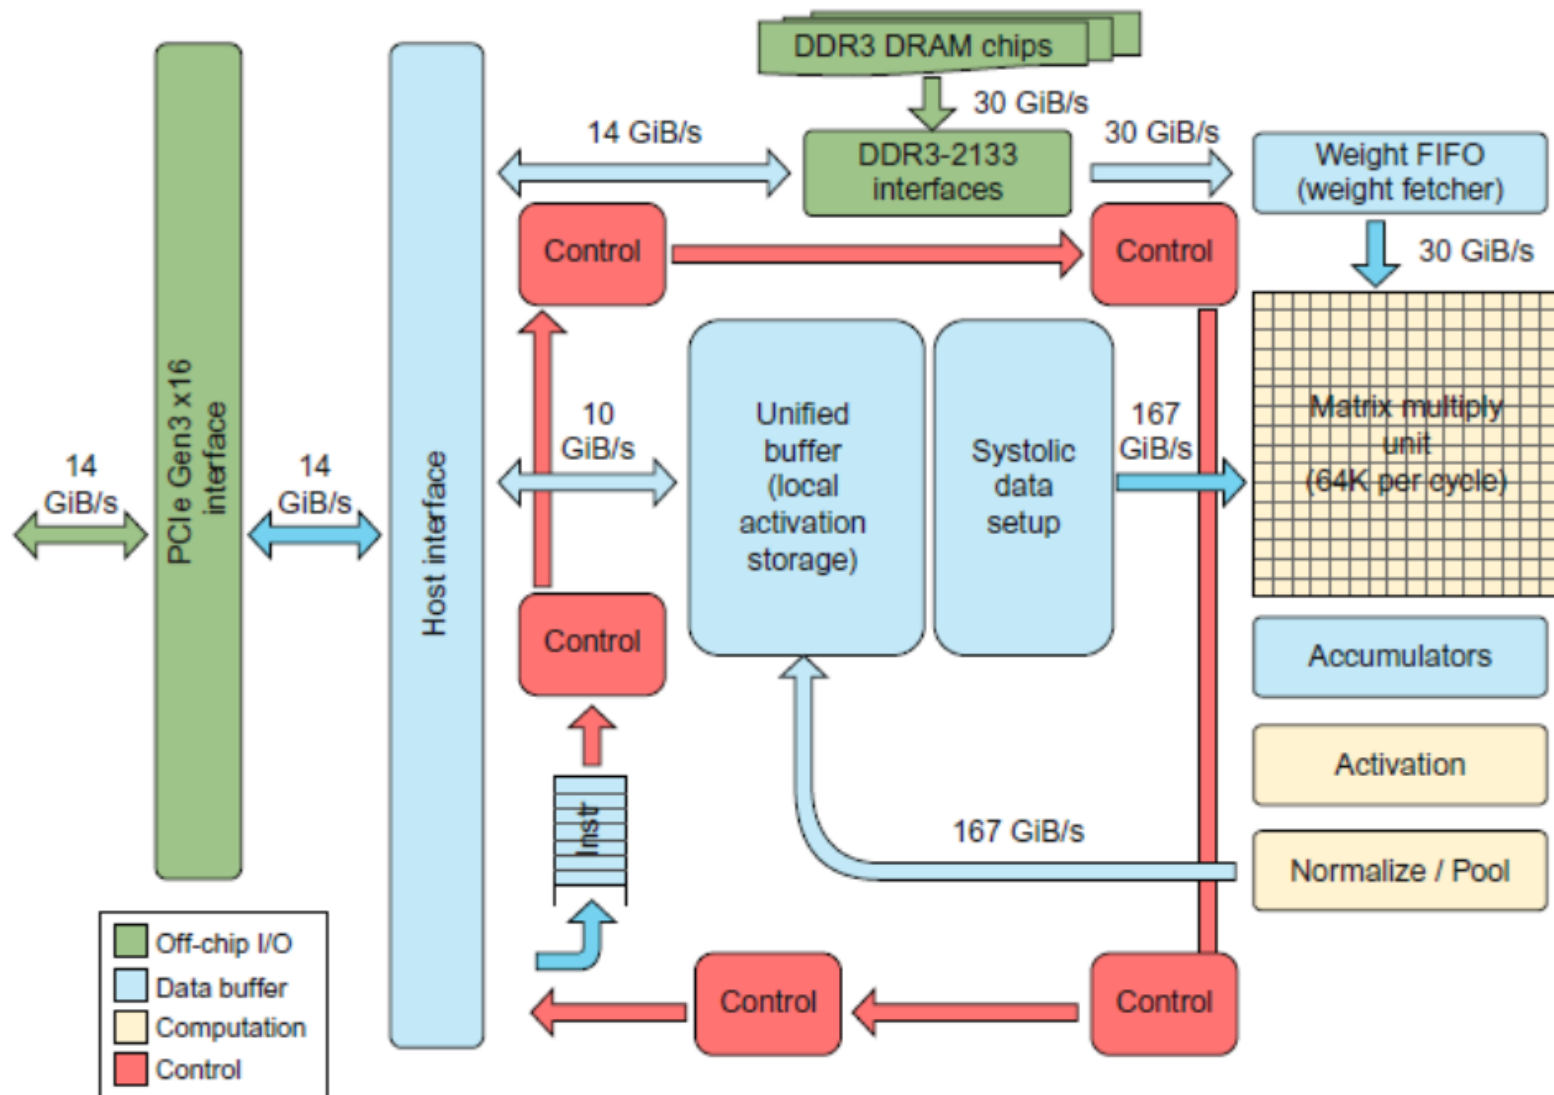 DDR3 DRAM chips
30 GiB/s
14 GiB/s
DDR3-2133
interfaces
30 GiB/s
Weight FIFO
(weight fetcher)
30 GiB/s
Control
Control
PCIe Gen3 x16
interface
14
GiB/s
14
GiB/s
Host interface
10
GiB/s
Unified
buffer
(local
activation
storage)
Systolic
data
setup
167
GiB/s
Matrix multiply
unit
(64K per cycle)
Control
Accumulators
Activation
Instr
167 GiB/s
Normalize / Pool
Control
Control
Off-chip I/O
Data buffer
Computation
Control